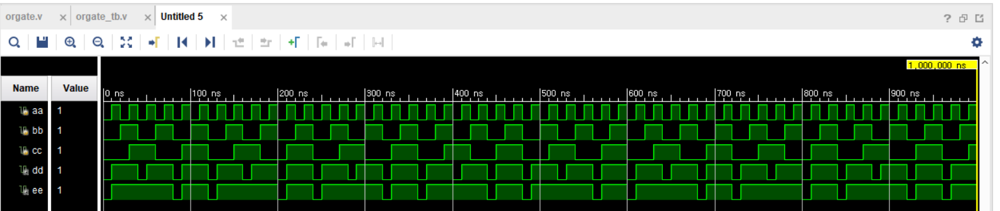 orgate.v × orgate_tb.v × Untitled 5 ×
?
1,000,000 ns
Name Value
0 ns 100 ns 200 ns 300 ns 400 ns 500 ns 600 ns 700 ns 800 ns 900 ns
aa 1
bb 1
cc 1
dd 1
ee 1